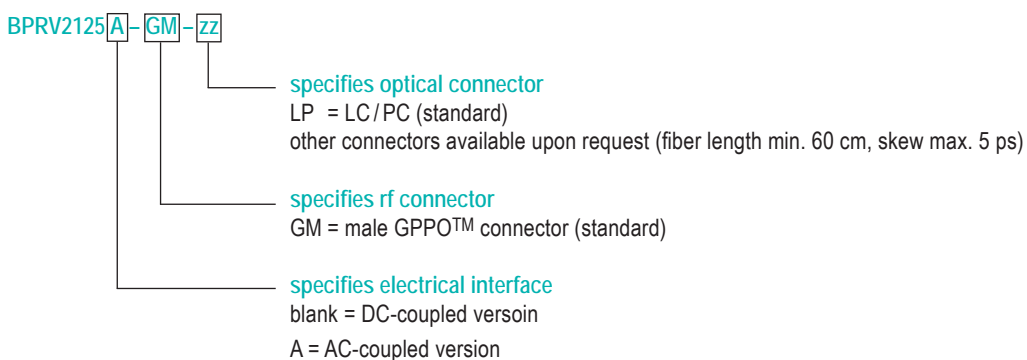 BPRV2125A–GM–zz
specifies optical connector
LP = LC/PC (standard)
other connectors available upon request (fiber length min. 60 cm, skew max. 5 ps)
specifies rf connector
GM = male GPPO™ connector (standard)
specifies electrical interface
blank = DC-coupled versoin
A = AC-coupled version